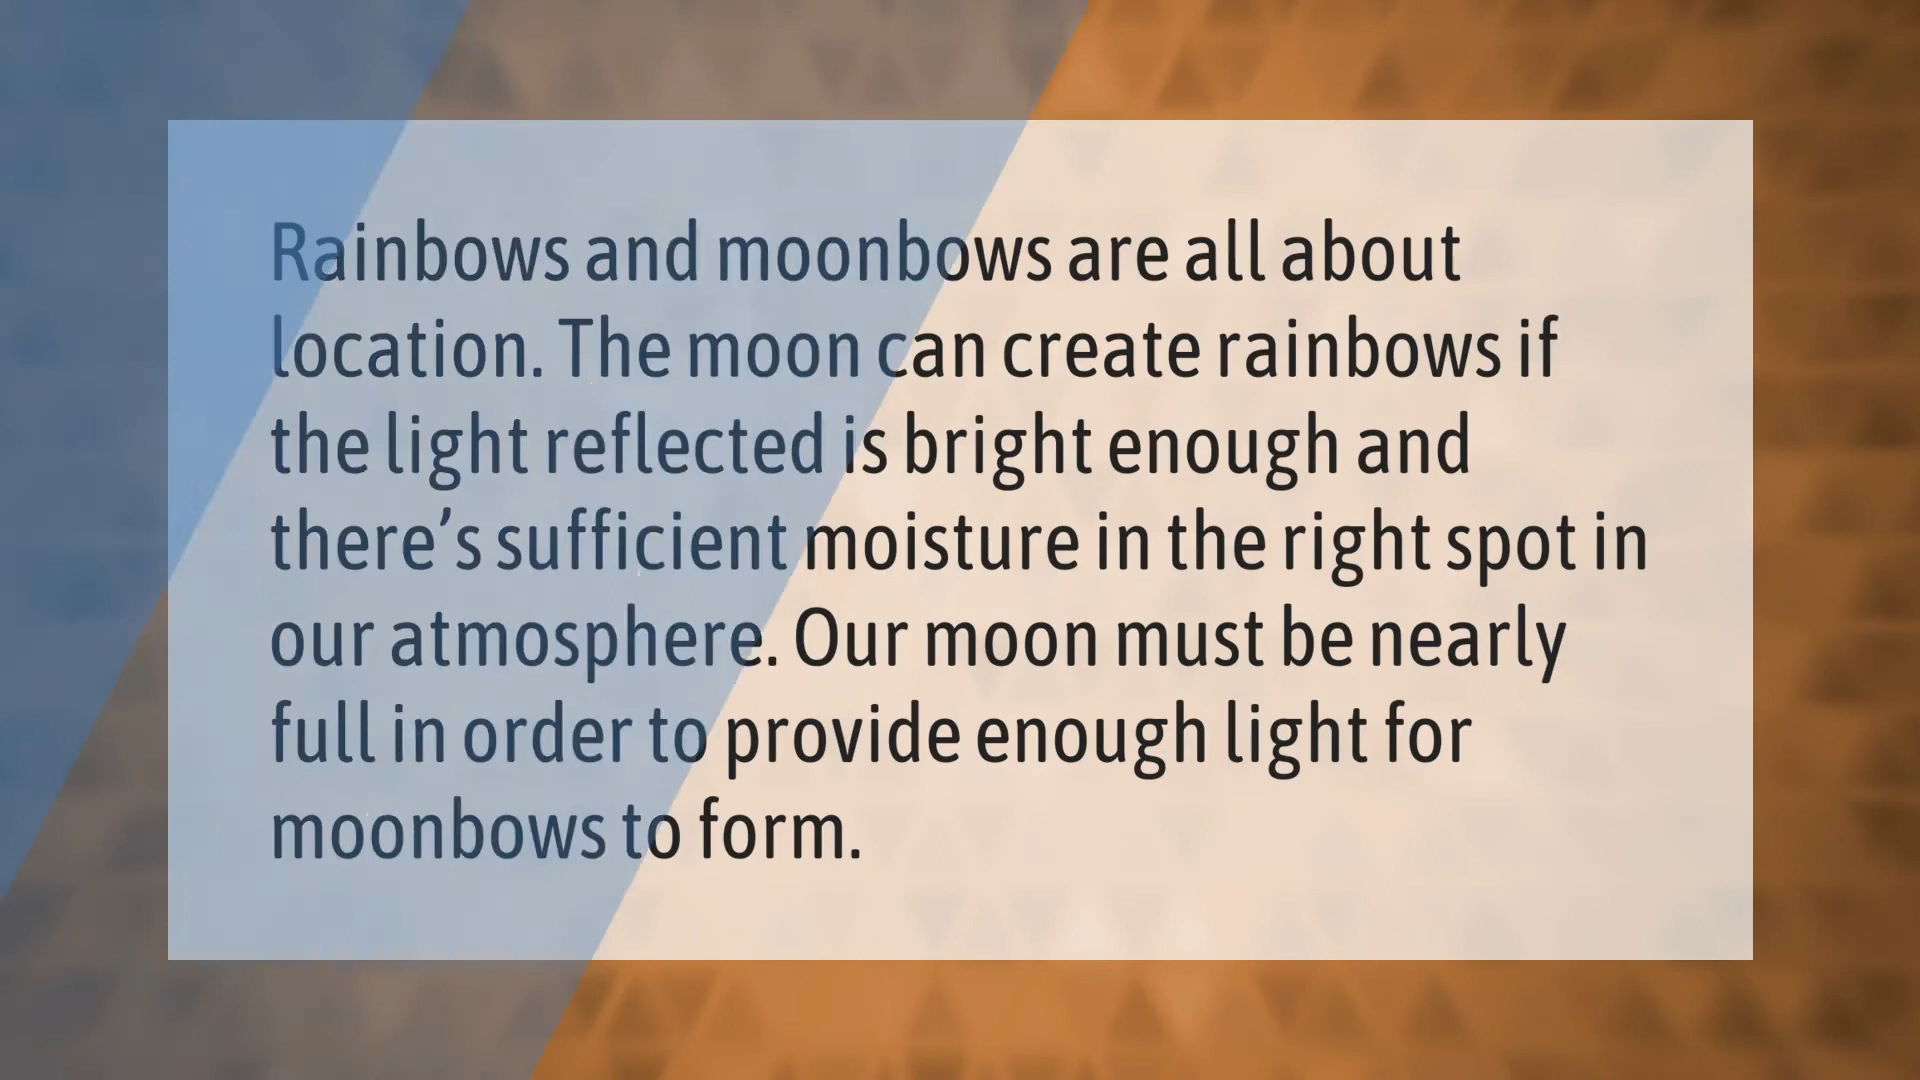 Rainbows and moonbows are all about
location. The moon can create rainbows if
the light reflected is bright enough and
there’s sufficient moisture in the right spot in
our atmosphere. Our moon must be nearly
full in order to provide enough light for
moonbows to form.